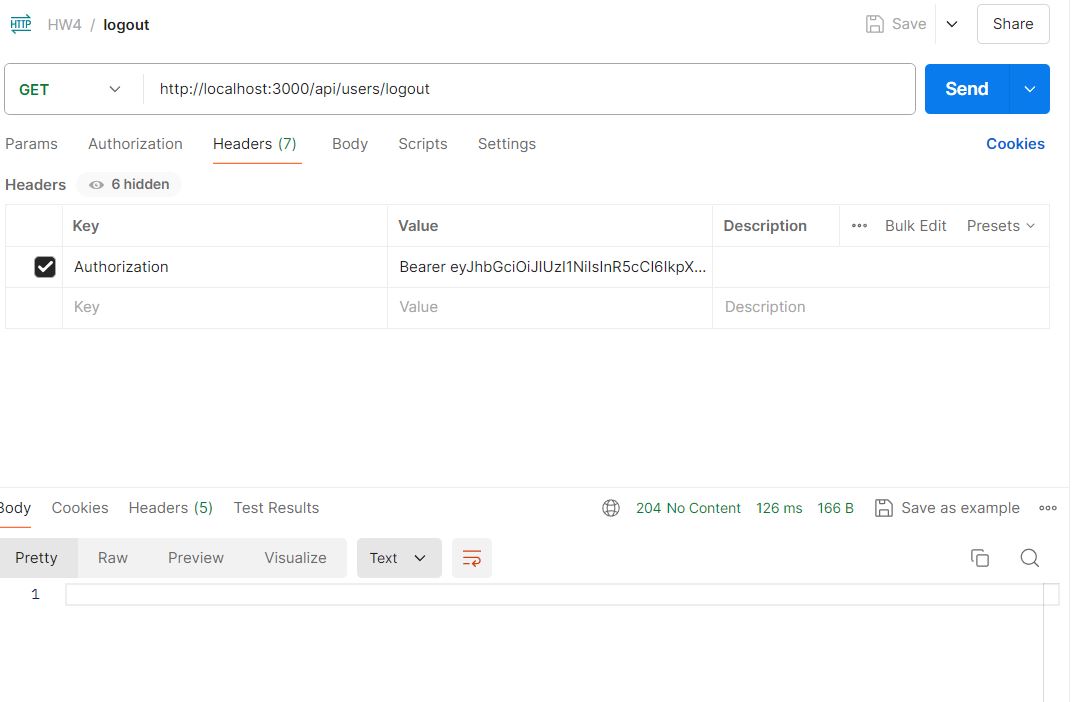 HTTP HW4 / logout Save Share
GET http://localhost:3000/api/users/logout Send
Params Authorization Headers (7) Body Scripts Settings Cookies
Headers 6 hidden
Key Value Description ••• Bulk Edit Presets
Authorization Bearer eyJhbGciOiJIUzI1NiIsInR5cCI6IkpX...
Key Value Description
Body Cookies Headers (5) Test Results 204 No Content 126 ms 166 B Save as example •••
Pretty Raw Preview Visualize Text
1